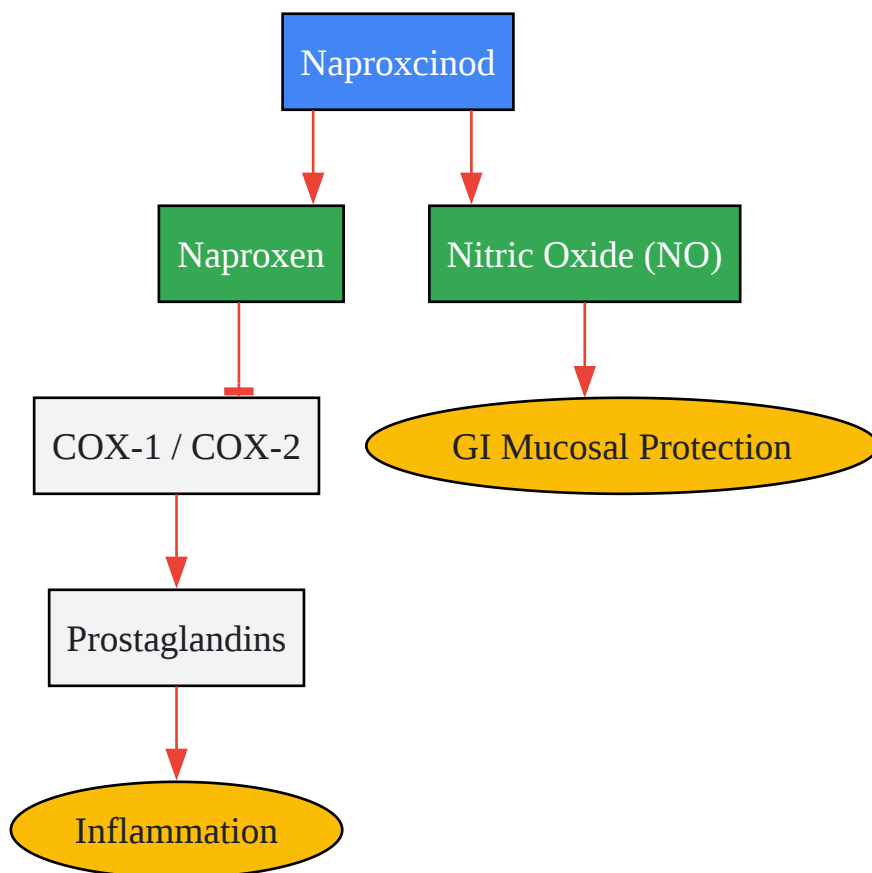 Naproxcinod
Naproxen
Nitric Oxide (NO)
COX-1 / COX-2
GI Mucosal Protection
Prostaglandins
Inflammation